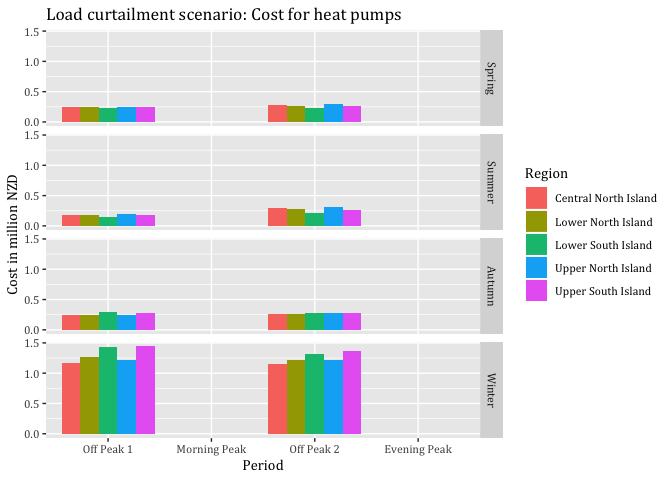 Load curtailment scenario: Cost for heat pumps
Cost in million NZD
1.5
1.0
0.5
0.0
Spring
1.5
1.0
0.5
0.0
Summer
1.5
1.0
0.5
0.0
Autumn
1.5
1.0
0.5
0.0
Winter
Off Peak 1 Morning Peak Off Peak 2 Evening Peak
Period
Region
Central North Island
Lower North Island
Lower South Island
Upper North Island
Upper South Island